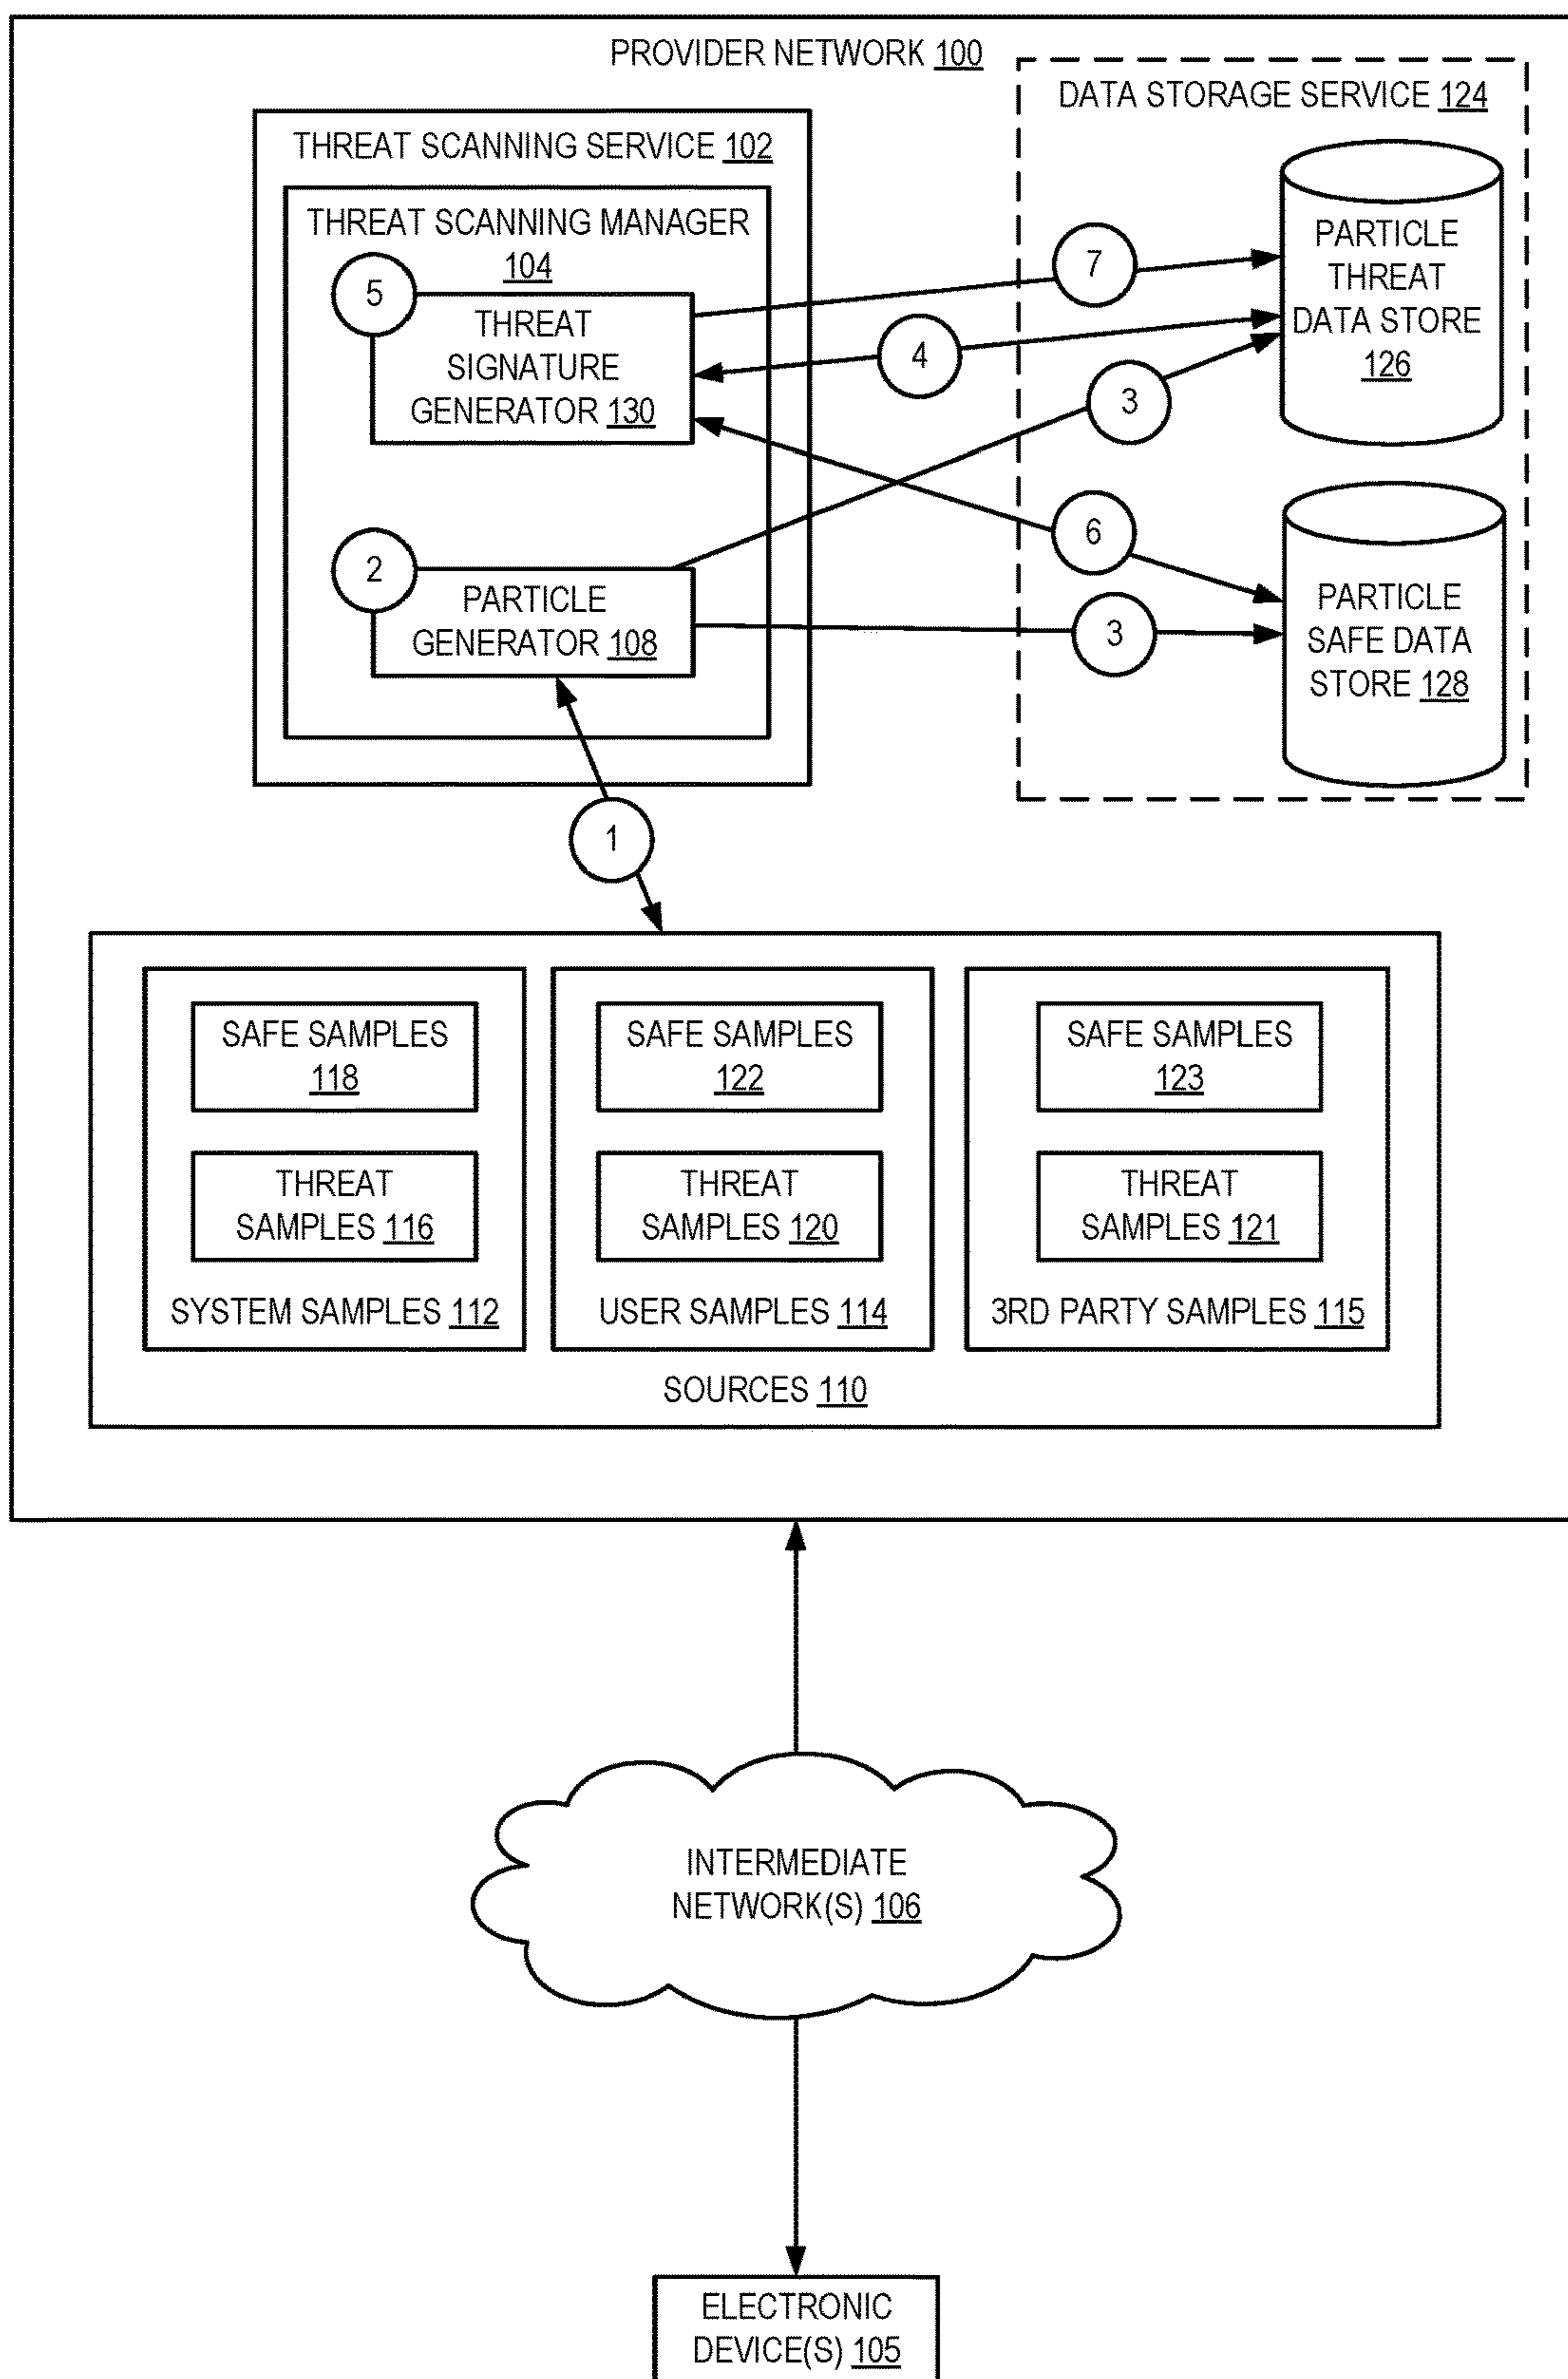 PROVIDER NETWORK 100
DATA STORAGE SERVICE 124
THREAT SCANNING SERVICE 102
THREAT SCANNING MANAGER
104
5
THREAT
SIGNATURE
GENERATOR 130
2
PARTICLE
GENERATOR 108
7
4
3
6
3
PARTICLE
THREAT
DATA STORE
126
PARTICLE
SAFE DATA
STORE 128
1
SAFE SAMPLES
118
THREAT
SAMPLES 116
SYSTEM SAMPLES 112
SAFE SAMPLES
122
THREAT
SAMPLES 120
USER SAMPLES 114
SAFE SAMPLES
123
THREAT
SAMPLES 121
3RD PARTY SAMPLES 115
SOURCES 110
INTERMEDIATE
NETWORK(S) 106
ELECTRONIC
DEVICE(S) 105